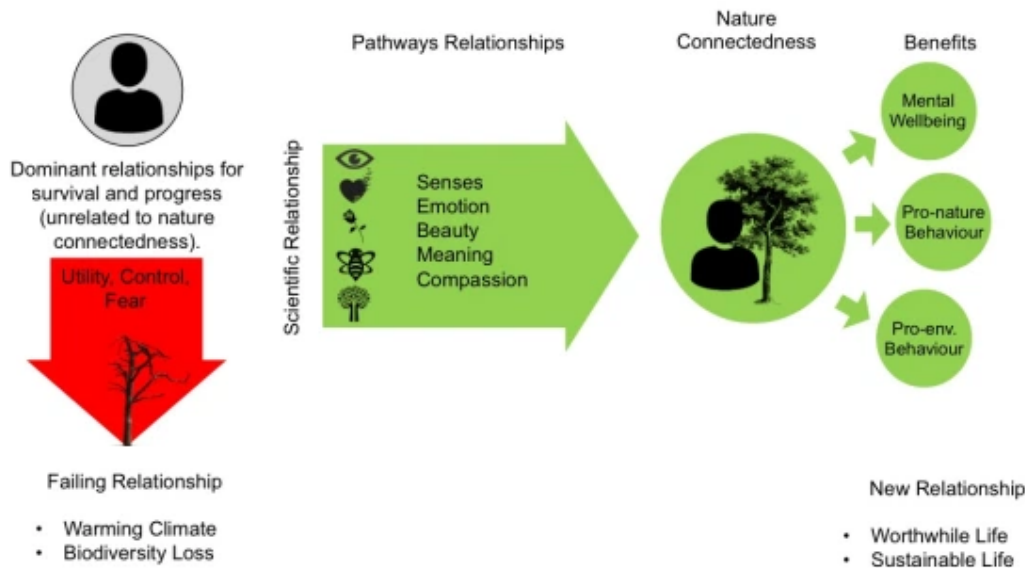 Dominant relationships for
survival and progress
(unrelated to nature
connectedness).
Utility, Control,
Fear
Failing Relationship
• Warming Climate
• Biodiversity Loss
Scientific Relationship
Pathways Relationships
Senses
Emotion
Beauty
Meaning
Compassion
Nature
Connectedness
Benefits
Mental
Wellbeing
Pro-nature
Behaviour
Pro-env.
Behaviour
New Relationship
• Worthwhile Life
• Sustainable Life